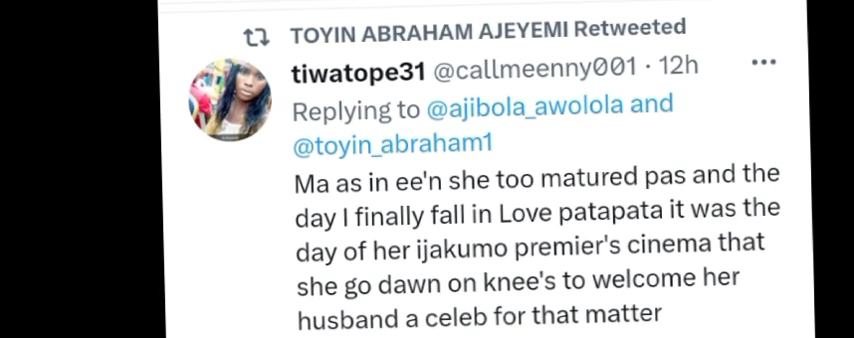 TOYIN ABRAHAM AJEYEMI Retweeted
tiwatope31 @callmeenny001 · 12h
Replying to @ajibola_awolola and
@toyin_abraham1
Ma as in ee'n she too matured pas and the
day I finally fall in Love patapata it was the
day of her ijakumo premier's cinema that
she go dawn on knee's to welcome her
husband a celeb for that matter